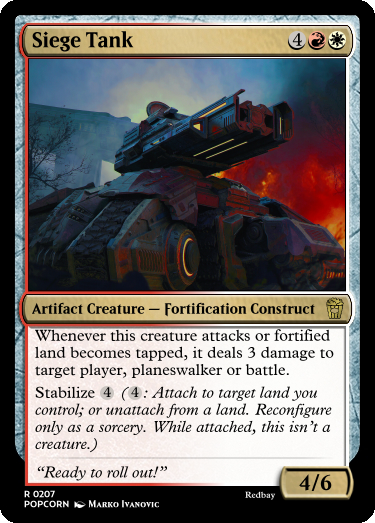 Siege Tank 4
Artifact Creature — Fortification Construct
Whenever this creature attacks or fortified
land becomes tapped, it deals 3 damage to
target player, planeswalker or battle.
Stabilize 4 (4: Attach to target land you
control; or unattach from a land. Reconfigure
only as a sorcery. While attached, this isn't a
creature.)
“Ready to roll out!”
4/6
R 0207
POPCORN Marko Ivanovic
Redbay